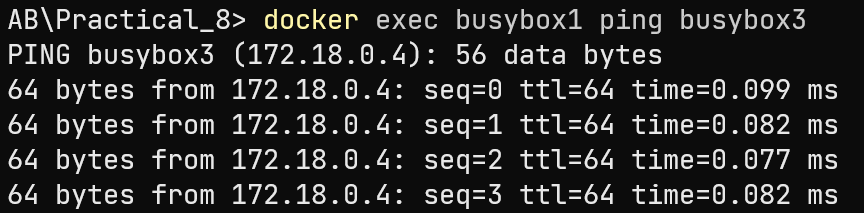 AB\Practical_8> docker exec busybox1 ping busybox3
PING busybox3 (172.18.0.4): 56 data bytes
64 bytes from 172.18.0.4: seq=0 ttl=64 time=0.099 ms
64 bytes from 172.18.0.4: seq=1 ttl=64 time=0.082 ms
64 bytes from 172.18.0.4: seq=2 ttl=64 time=0.077 ms
64 bytes from 172.18.0.4: seq=3 ttl=64 time=0.082 ms